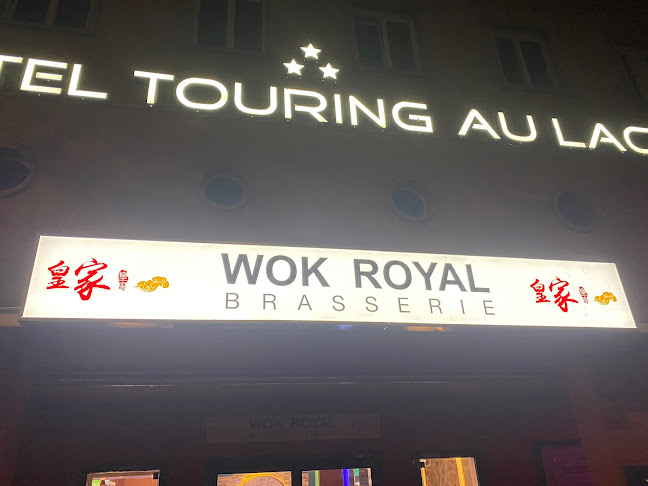 TEL TOURING AU LAC
皇家 WOK ROYAL 皇家
BRASSERIE
WOK ROYAL